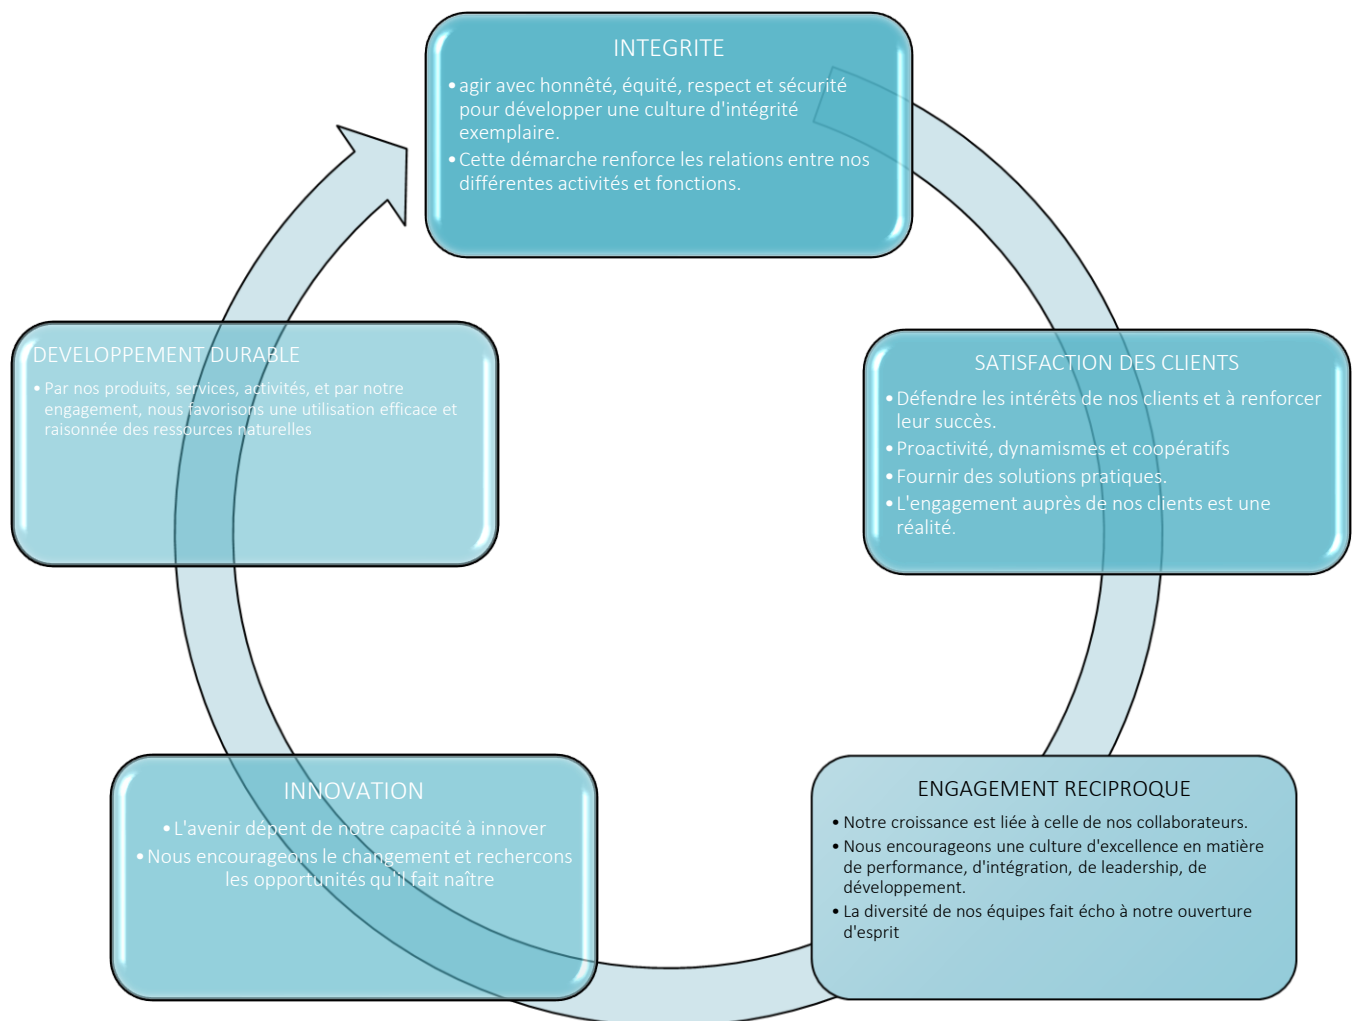 INTEGRITE
•agir avec honnêté, équité, respect et sécurité
pour développer une culture d'intégrité
exemplaire.
•Cette démarche renforce les relations entre nos
différentes activités et fonctions.
SATISFACTION DES CLIENTS
•Défendre les intérêts de nos clients et à renforcer
leur succès.
•Proactivité, dynamismes et coopératifs
•Fournir des solutions pratiques.
•L'engagement auprès de nos clients est une
réalité.
ENGAGEMENT RECIPROQUE
•Notre croissance est liée à celle de nos collaborateurs.
•Nous encourageons une culture d'excellence en matière
de performance, d'intégration, de leadership, de
développement.
•La diversité de nos équipes fait écho à notre ouverture
d'esprit
INNOVATION
•L'avenir dépent de notre capacité à innover
•Nous encourageons le changement et rechercons
les opportunités qu'il fait naître
DEVELOPPEMENT DURABLE
•Par nos produits, services, activités, et par notre
engagement, nous favorisons une utilisation efficace et
raisonnée des ressources naturelles